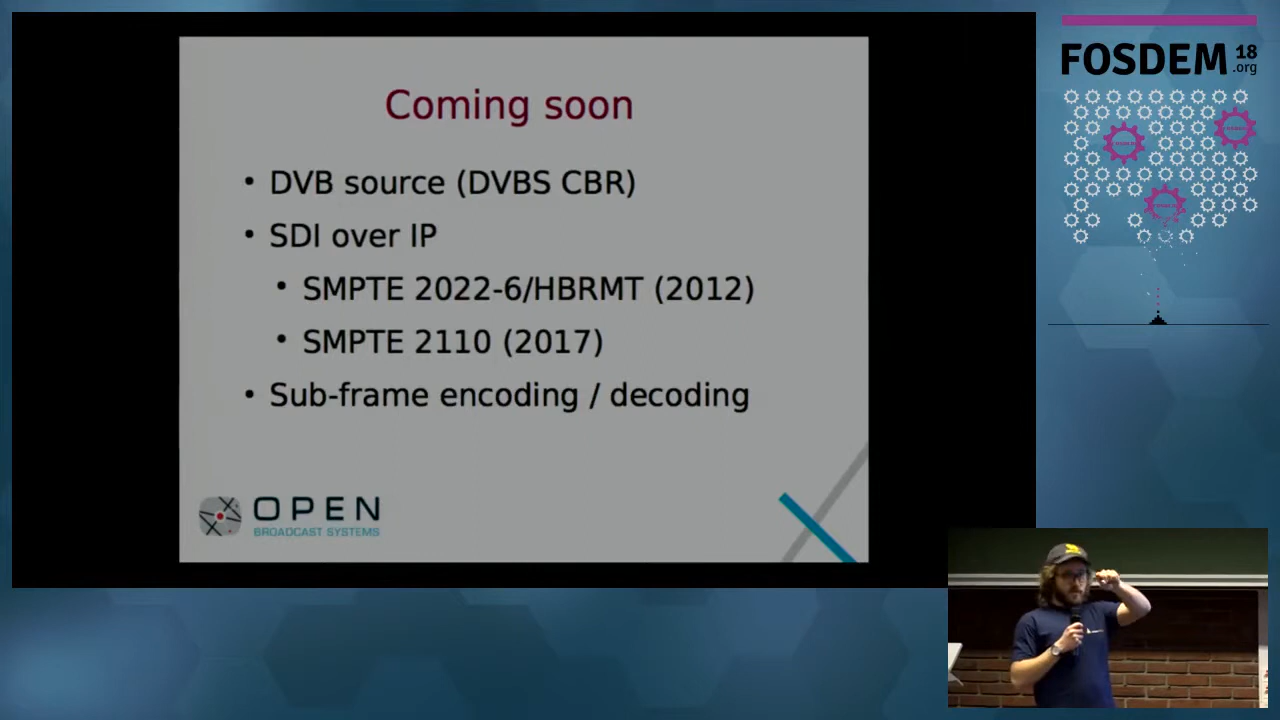 Coming soon
• DVB source (DVBS CBR)
• SDI over IP
• SMPTE 2022-6/HBRMT (2012)
• SMPTE 2110 (2017)
• Sub-frame encoding / decoding
OPEN
BROADCAST SYSTEMS
FOSDEM 18
.org